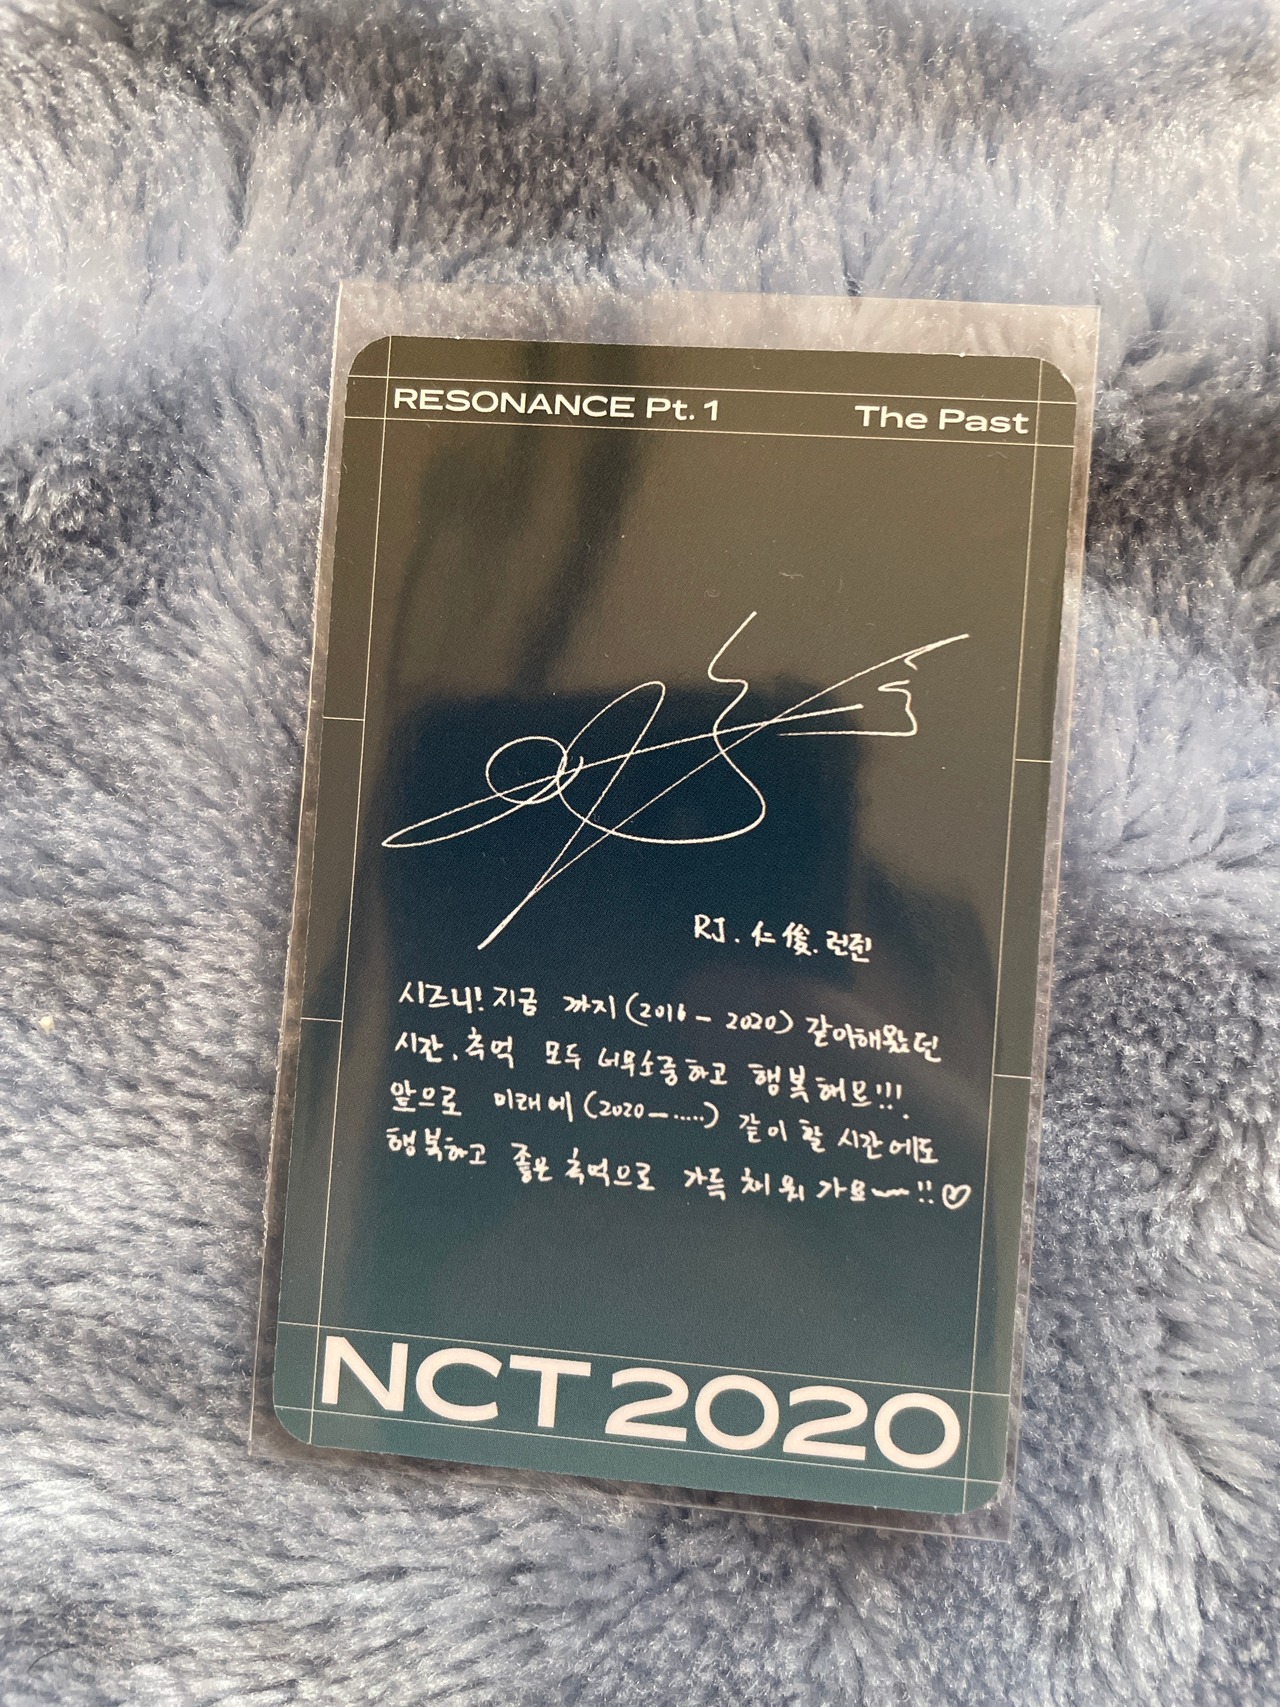 RESONANCE Pt. 1 The Past
RJ. 仁俊. 런쥔
시즈니! 지금 까지 (2016 - 2020) 같이해왔던
시간, 추억 모두 너무소중하고 행복해요!!!
앞으로 미래에 (2020 - .....) 같이 할 시간에도
행복하고 좋은 추억으로 가득 채워 가요~~!! ♡
NCT 2020